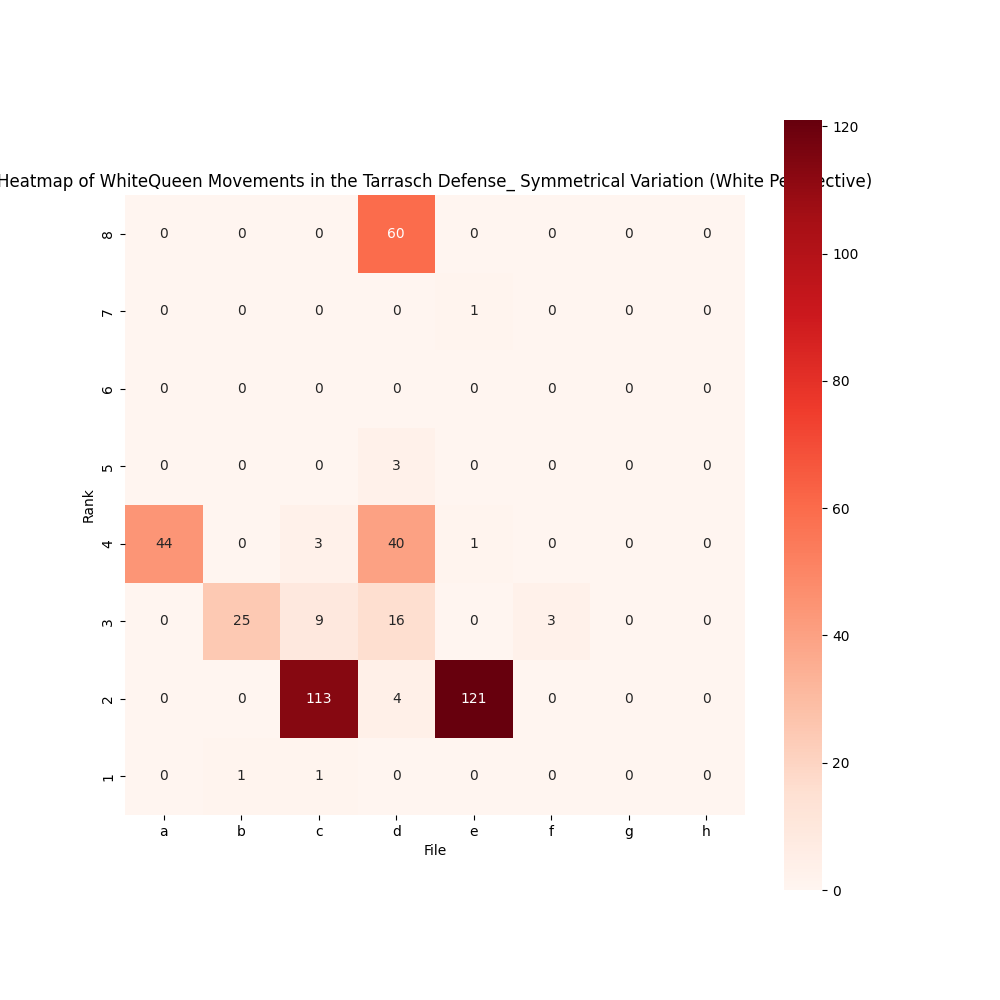 Heatmap of WhiteQueen Movements in the Tarrasch Defense_ Symmetrical Variation (White Perspective)
8 0 0 0 60 0 0 0 0
7 0 0 0 0 1 0 0 0
6 0 0 0 0 0 0 0 0
5 0 0 0 3 0 0 0 0
Rank
4 44 0 3 40 1 0 0 0
3 0 25 9 16 0 3 0 0
2 0 0 113 4 121 0 0 0
1 0 1 1 0 0 0 0 0
a b c d e f g h
File
120
100
80
60
40
20
0